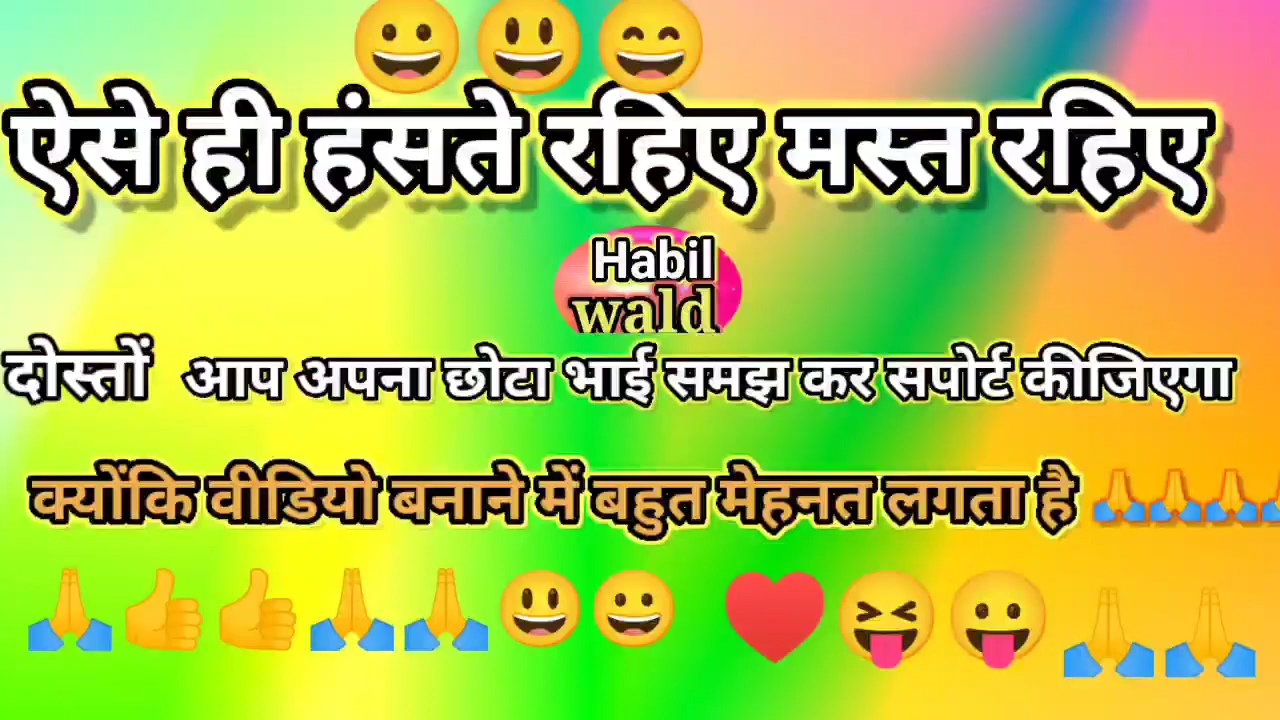 ऐसे ही हंसते रहिए मस्त रहिए
Habil
wald
दोस्तों आप अपना छोटा भाई समझ कर सपोर्ट कीजिएगा
क्योंकि वीडियो बनाने में बहुत मेहनत लगता है